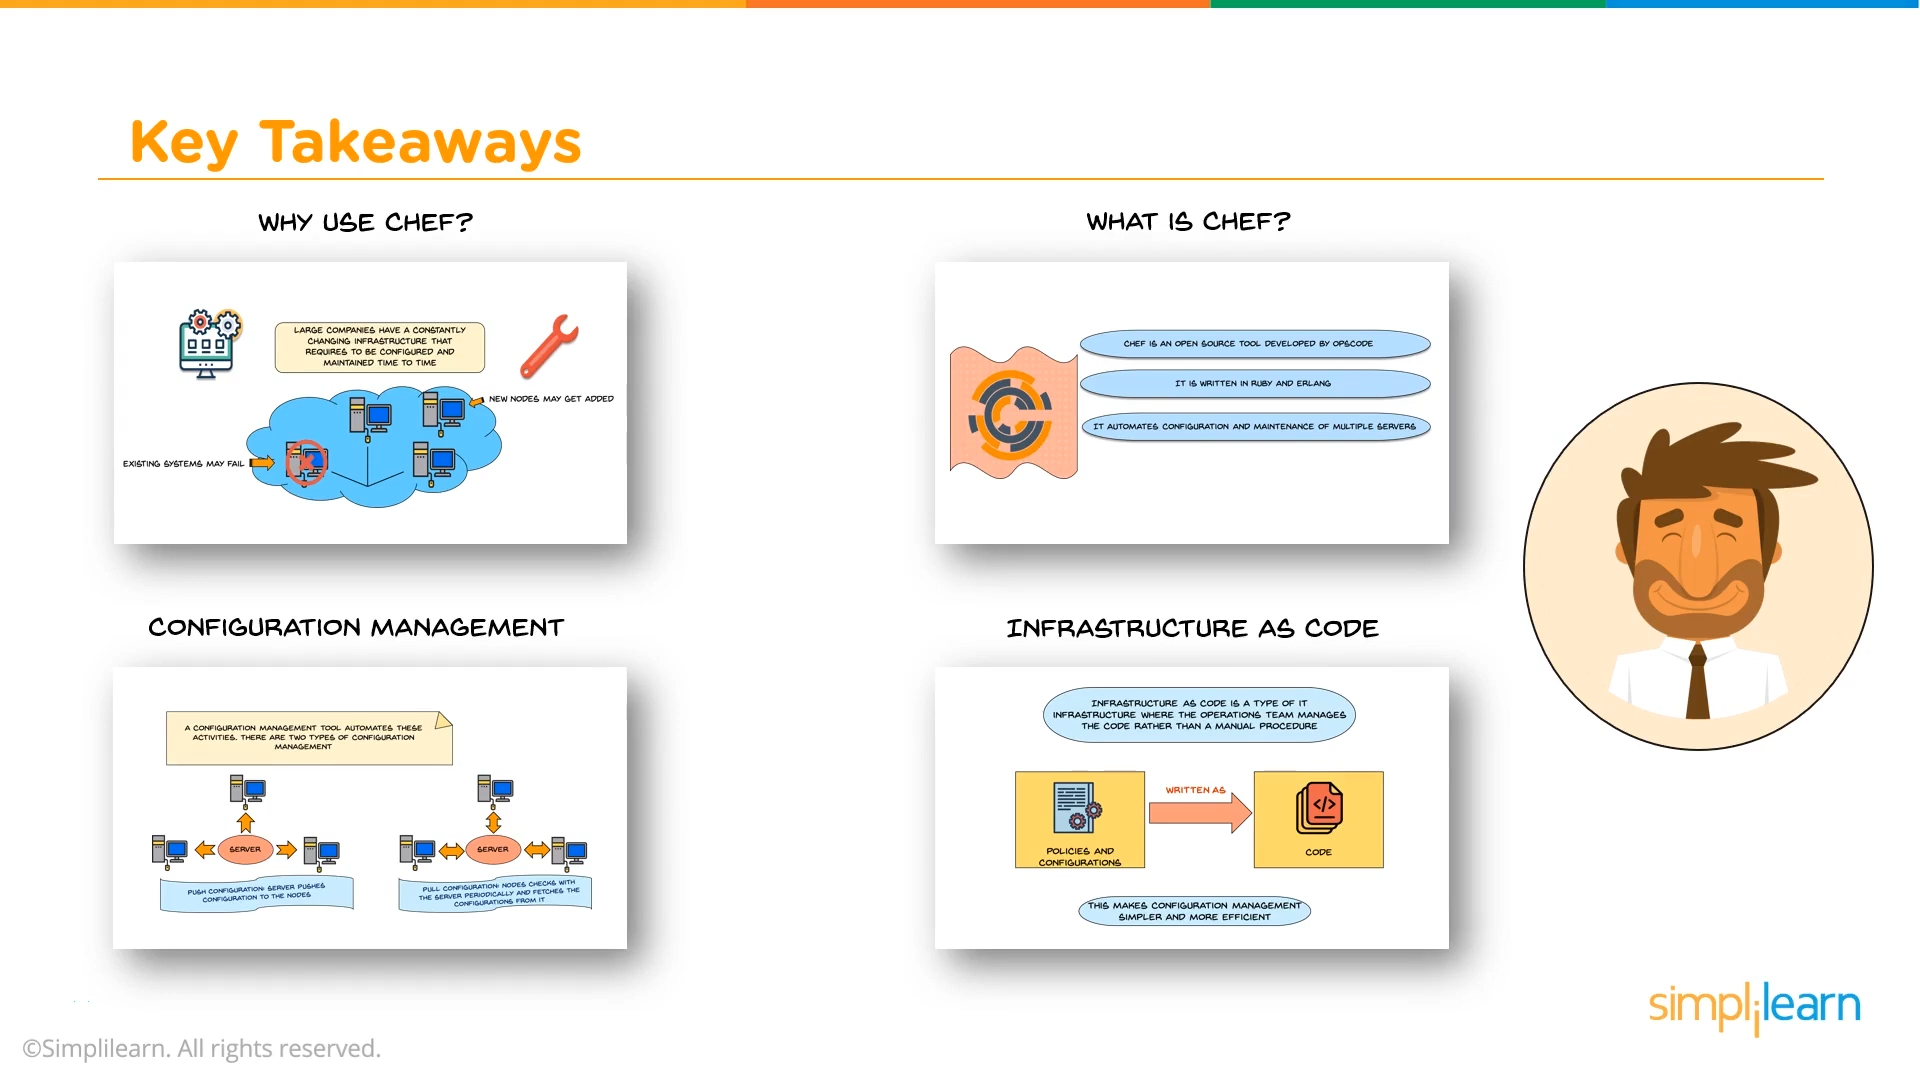 Key Takeaways
WHY USE CHEF?
LARGE COMPANIES HAVE A CONSTANTLY
CHANGING INFRASTRUCTURE THAT
REQUIRES TO BE CONFIGURED AND
MAINTAINED TIME TO TIME
NEW NODES MAY GET ADDED
EXISTING SYSTEMS MAY FAIL
WHAT IS CHEF?
CHEF IS AN OPEN SOURCE TOOL DEVELOPED BY OPSCODE
IT IS WRITTEN IN RUBY AND ERLANG
IT AUTOMATES CONFIGURATION AND MAINTENANCE OF MULTIPLE SERVERS
CONFIGURATION MANAGEMENT
A CONFIGURATION MANAGEMENT TOOL AUTOMATES THESE
ACTIVITIES. THERE ARE TWO TYPES OF CONFIGURATION
MANAGEMENT
SERVER
PUSH CONFIGURATION: SERVER PUSHES
CONFIGURATION TO THE NODES
SERVER
PULL CONFIGURATION: NODES CHECKS WITH
THE SERVER PERIODICALLY AND FETCHES THE
CONFIGURATIONS FROM IT
INFRASTRUCTURE AS CODE
INFRASTRUCTURE AS CODE IS A TYPE OF IT
INFRASTRUCTURE WHERE THE OPERATIONS TEAM MANAGES
THE CODE RATHER THAN A MANUAL PROCEDURE
POLICIES AND
CONFIGURATIONS
WRITTEN AS
CODE
THIS MAKES CONFIGURATION MANAGEMENT
SIMPLER AND MORE EFFICIENT
simplilearn
©Simplilearn. All rights reserved.